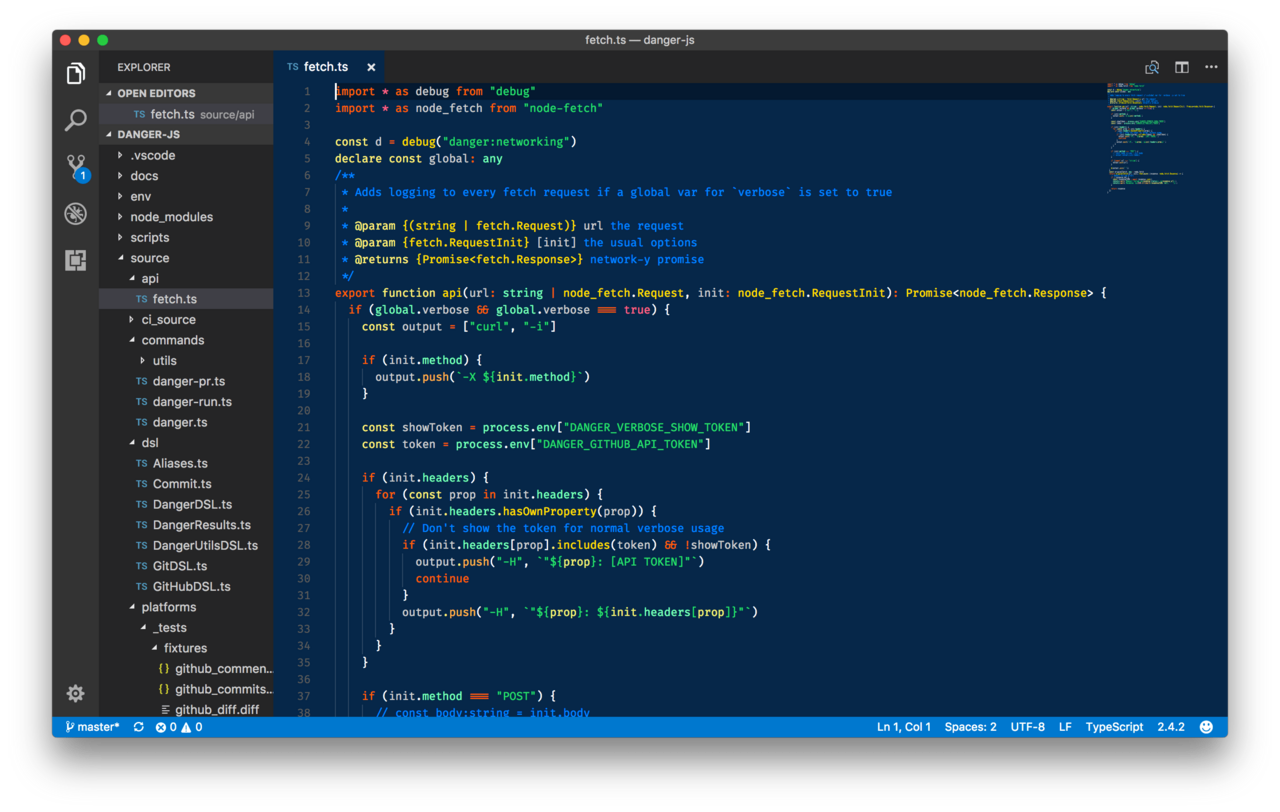 fetch.ts — danger-js
EXPLORER
OPEN EDITORS
TS fetch.ts source/api
DANGER-JS
.vscode
docs
env
node_modules
scripts
source
api
TS fetch.ts
ci_source
commands
utils
TS danger-pr.ts
TS danger-run.ts
TS danger.ts
dsl
TS Aliases.ts
TS Commit.ts
TS DangerDSL.ts
TS DangerResults.ts
TS DangerUtilsDSL.ts
TS GitDSL.ts
TS GitHubDSL.ts
platforms
_tests
fixtures
{} github_commen...
{} github_commits...
github_diff.diff
1
TS fetch.ts ×
1 import * as debug from "debug"
2 import * as node_fetch from "node-fetch"
3
4 const d = debug("danger:networking")
5 declare const global: any
6 /**
7 * Adds logging to every fetch request if a global var for `verbose` is set to true
8 *
9 * @param {(string | fetch.Request)} url the request
10 * @param {fetch.RequestInit} [init] the usual options
11 * @returns {Promise<fetch.Response>} network-y promise
12 */
13 export function api(url: string | node_fetch.Request, init: node_fetch.RequestInit): Promise<node_fetch.Response> {
14 if (global.verbose && global.verbose === true) {
15 const output = ["curl", "-i"]
16
17 if (init.method) {
18 output.push(`-X ${init.method}`)
19 }
20
21 const showToken = process.env["DANGER_VERBOSE_SHOW_TOKEN"]
22 const token = process.env["DANGER_GITHUB_API_TOKEN"]
23
24 if (init.headers) {
25 for (const prop in init.headers) {
26 if (init.headers.hasOwnProperty(prop)) {
27 // Don't show the token for normal verbose usage
28 if (init.headers[prop].includes(token) && !showToken) {
29 output.push("-H", `"${prop}: [API TOKEN]"`)
30 continue
31 }
32 output.push("-H", `"${prop}: ${init.headers[prop]}"`)
33 }
34 }
35 }
36
37 if (init.method === "POST") {
38 // const body:string = init.body
master* 0 0
Ln 1, Col 1 Spaces: 2 UTF-8 LF TypeScript 2.4.2